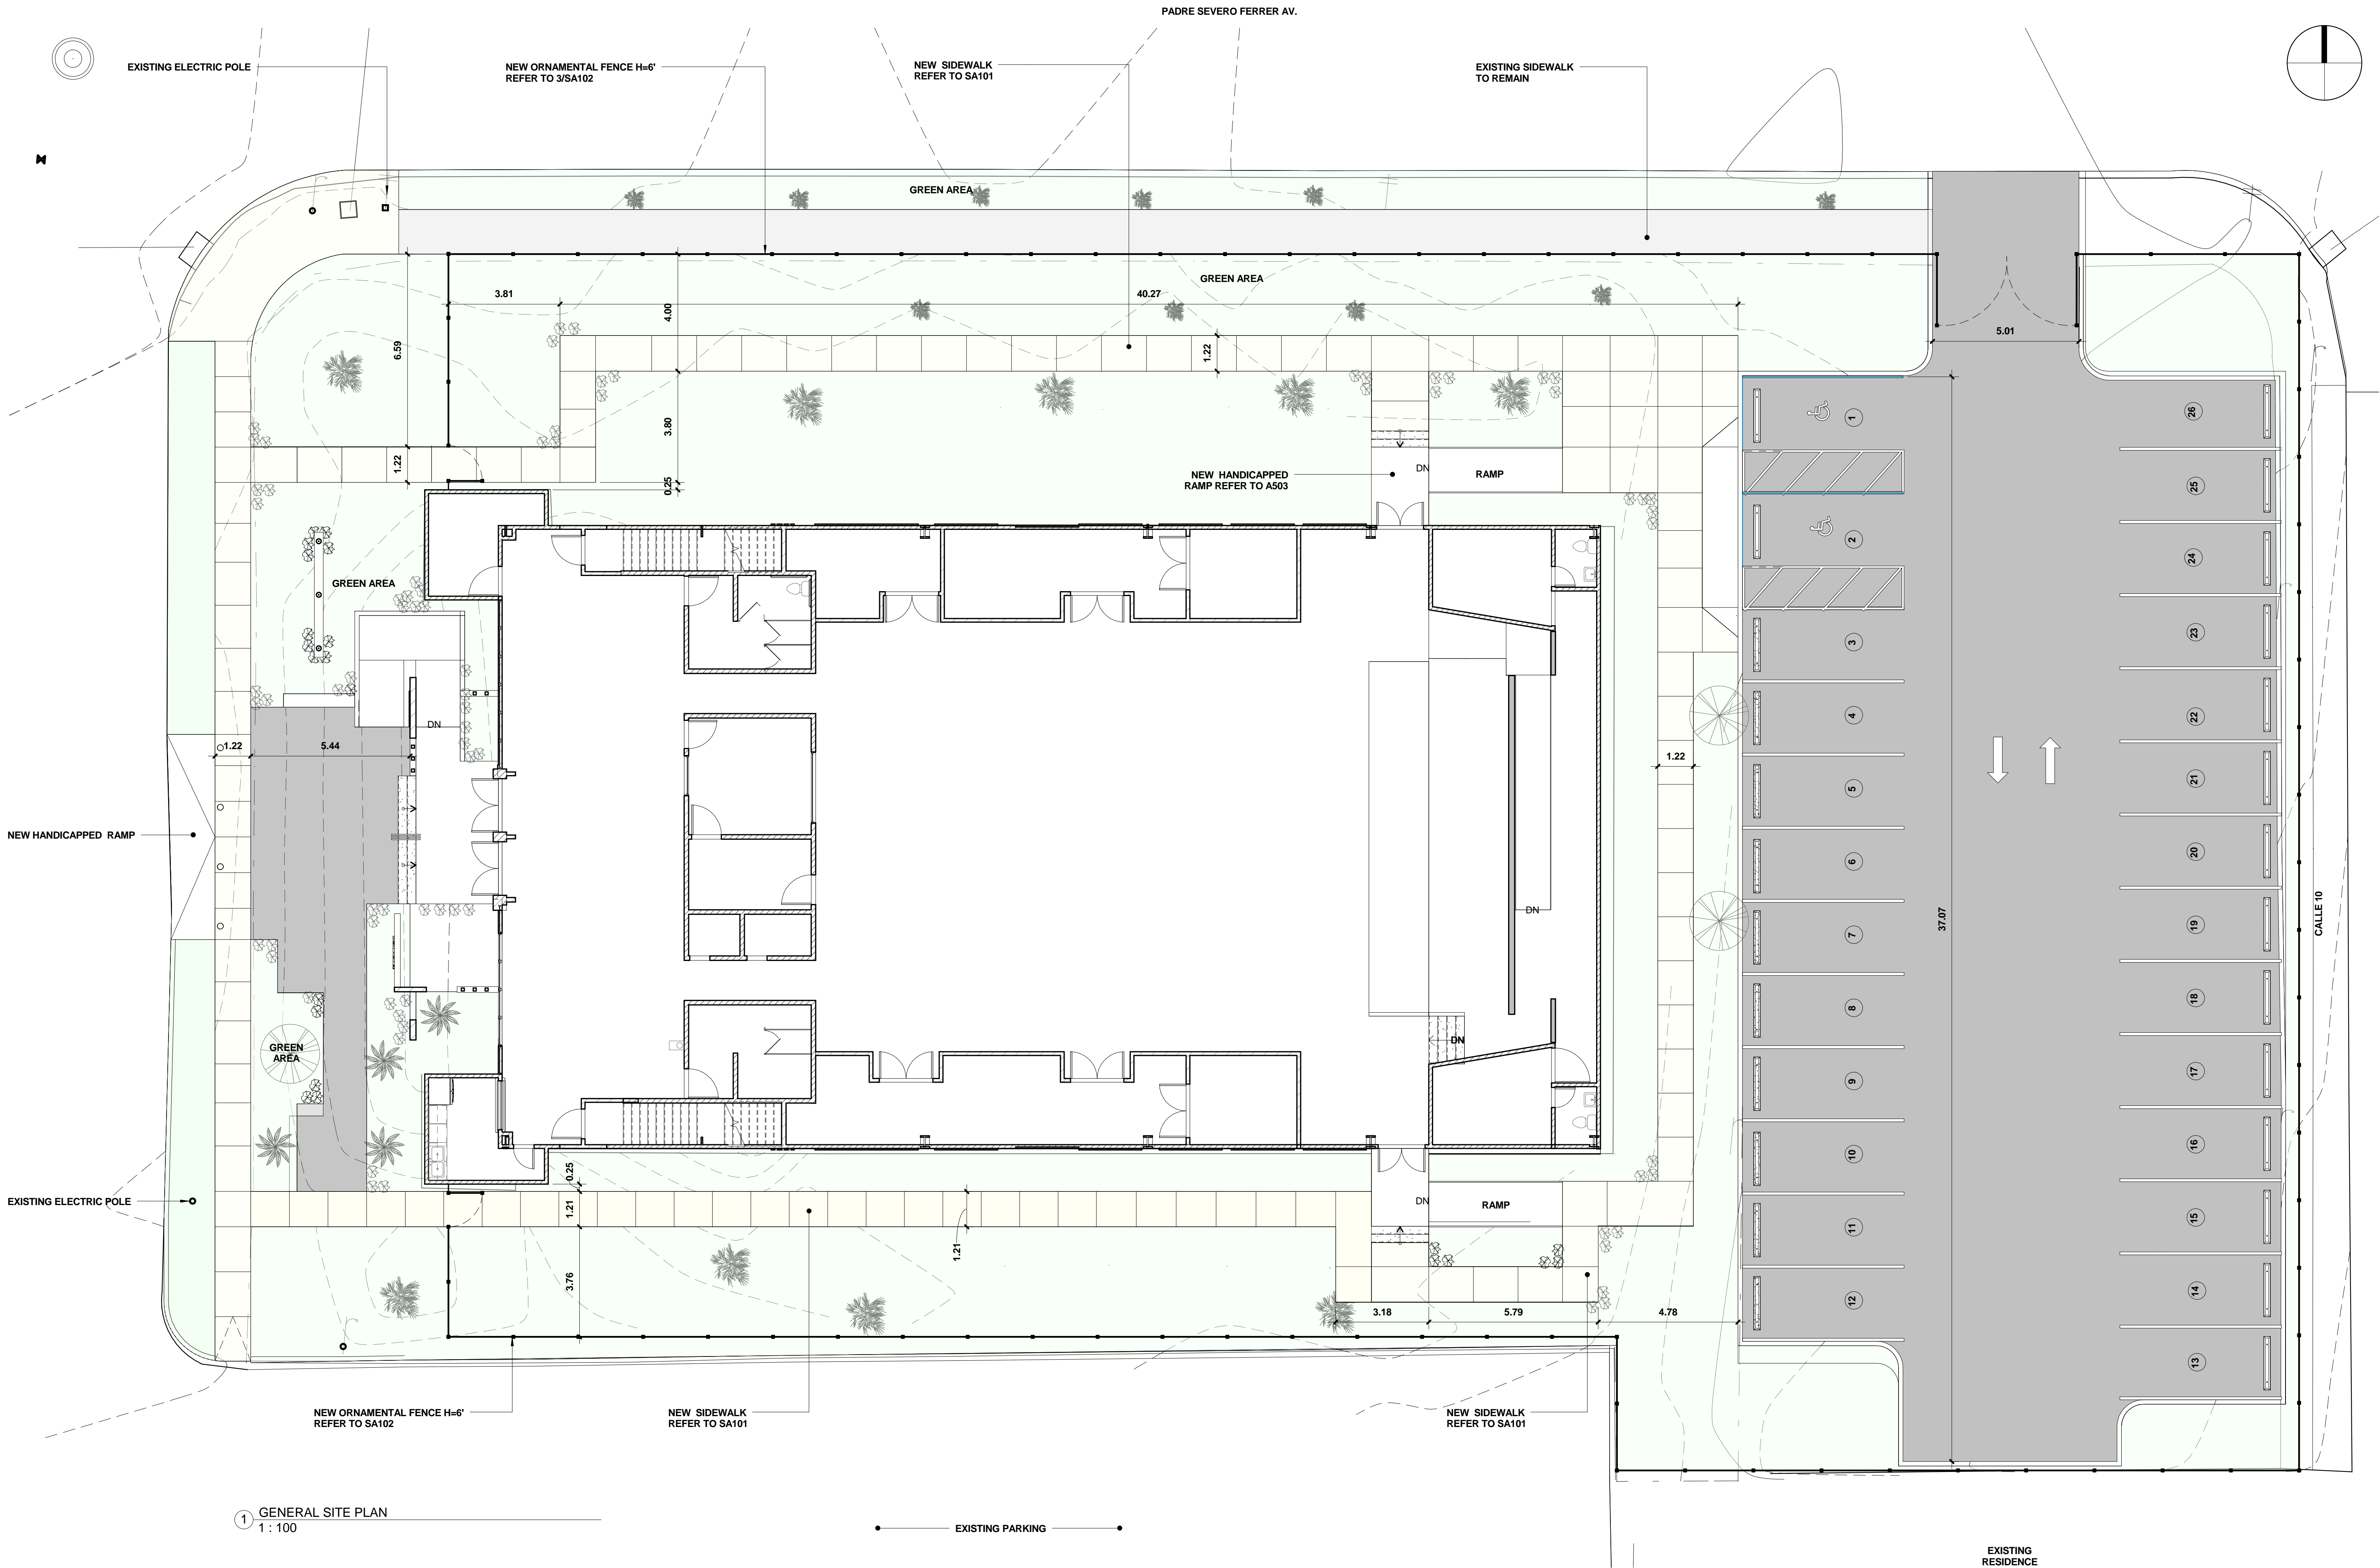 PADRE SEVERO FERRER AV.
EXISTING ELECTRIC POLE
NEW ORNAMENTAL FENCE H=6'
REFER TO 3/SA102
NEW SIDEWALK
REFER TO SA101
EXISTING SIDEWALK
TO REMAIN
GREEN AREA
GREEN AREA
3.81
4.00
40.27
6.59
1.22
5.01
3.80
1.22
0.25
NEW HANDICAPPED
RAMP REFER TO A503
DN
RAMP
GREEN AREA
DN
1.22
5.44
1.22
NEW HANDICAPPED RAMP
DN
37.07
CALLE 10
1
2
3
4
5
6
7
8
9
10
11
12
26
25
24
23
22
21
20
19
18
17
16
15
14
13
GREEN
AREA
DN
EXISTING ELECTRIC POLE
0.25
1.21
1.21
3.76
DN
RAMP
3.18
5.79
4.78
NEW ORNAMENTAL FENCE H=6'
REFER TO SA102
NEW SIDEWALK
REFER TO SA101
NEW SIDEWALK
REFER TO SA101
1
GENERAL SITE PLAN
1 : 100
EXISTING PARKING
EXISTING
RESIDENCE